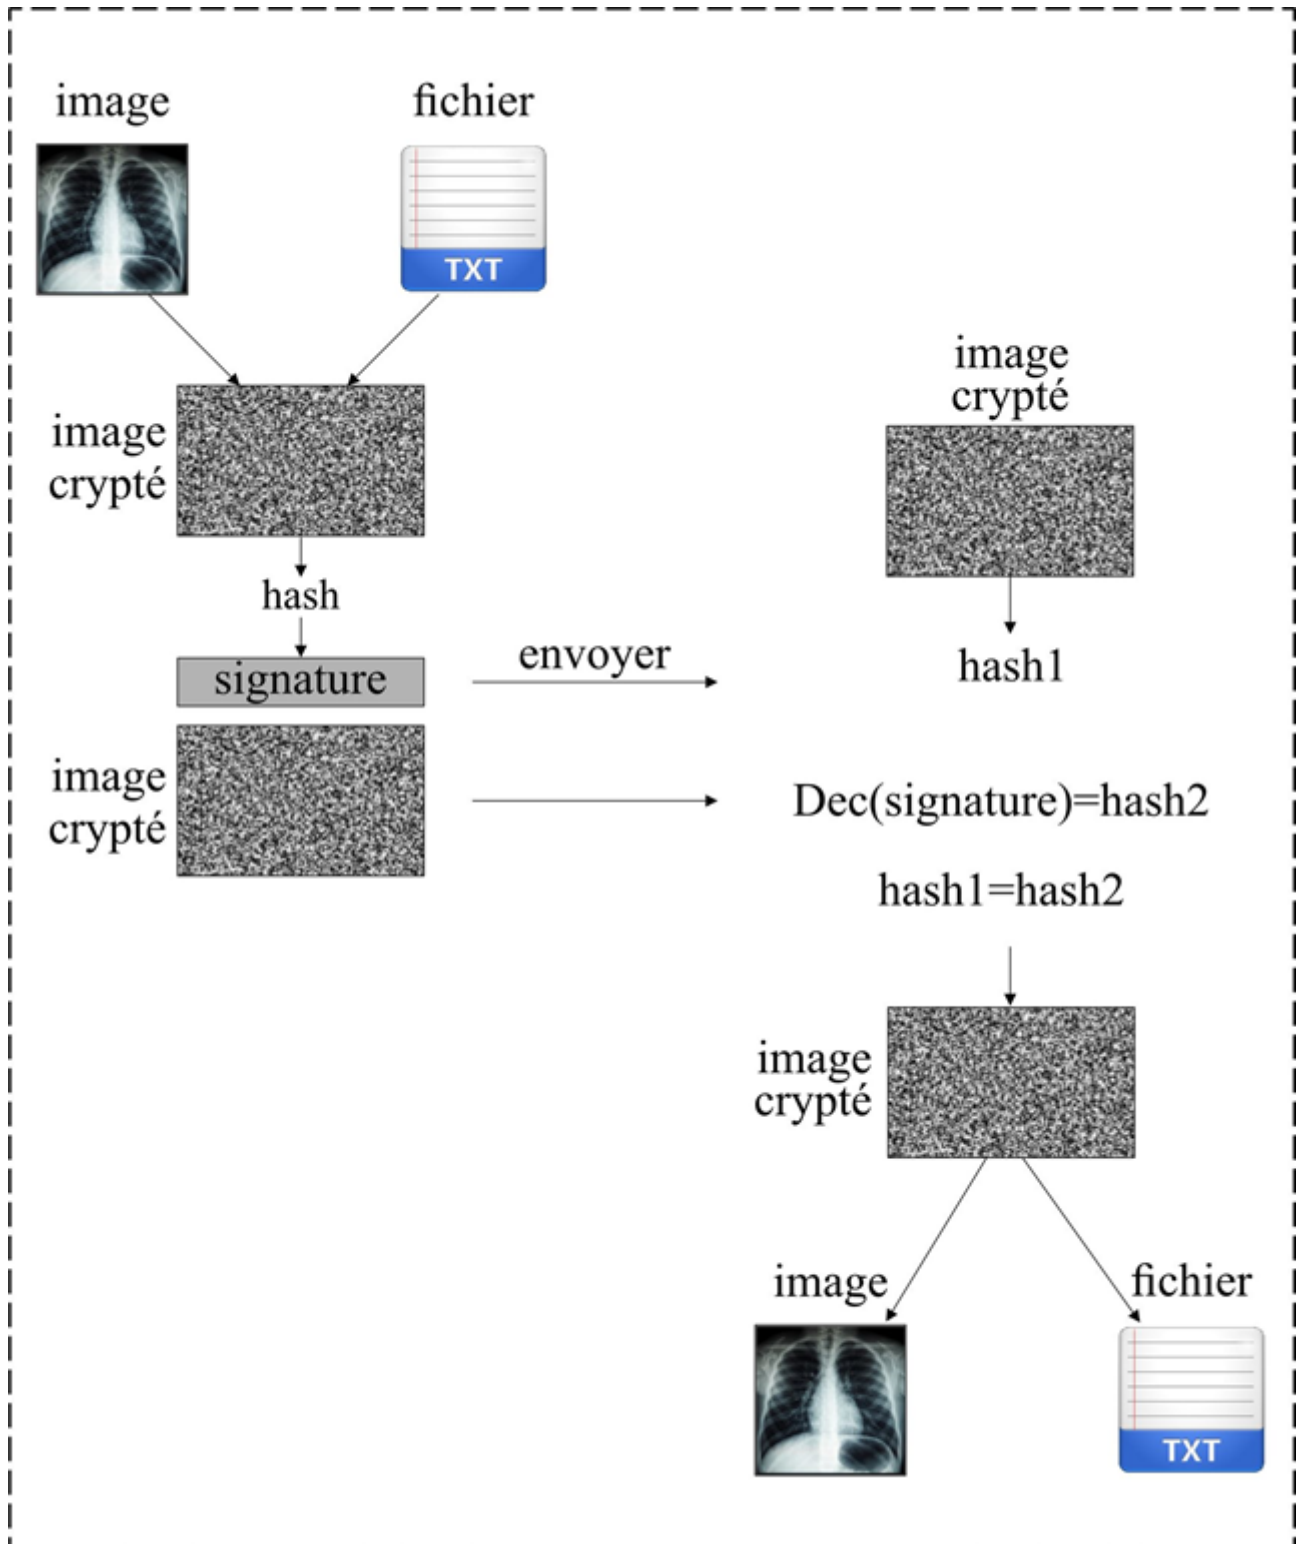 image
fichier
TXT
image
crypté
hash
signature
envoyer
image
crypté
image
crypté
hash1
Dec(signature)=hash2
hash1=hash2
image
crypté
image
fichier
TXT